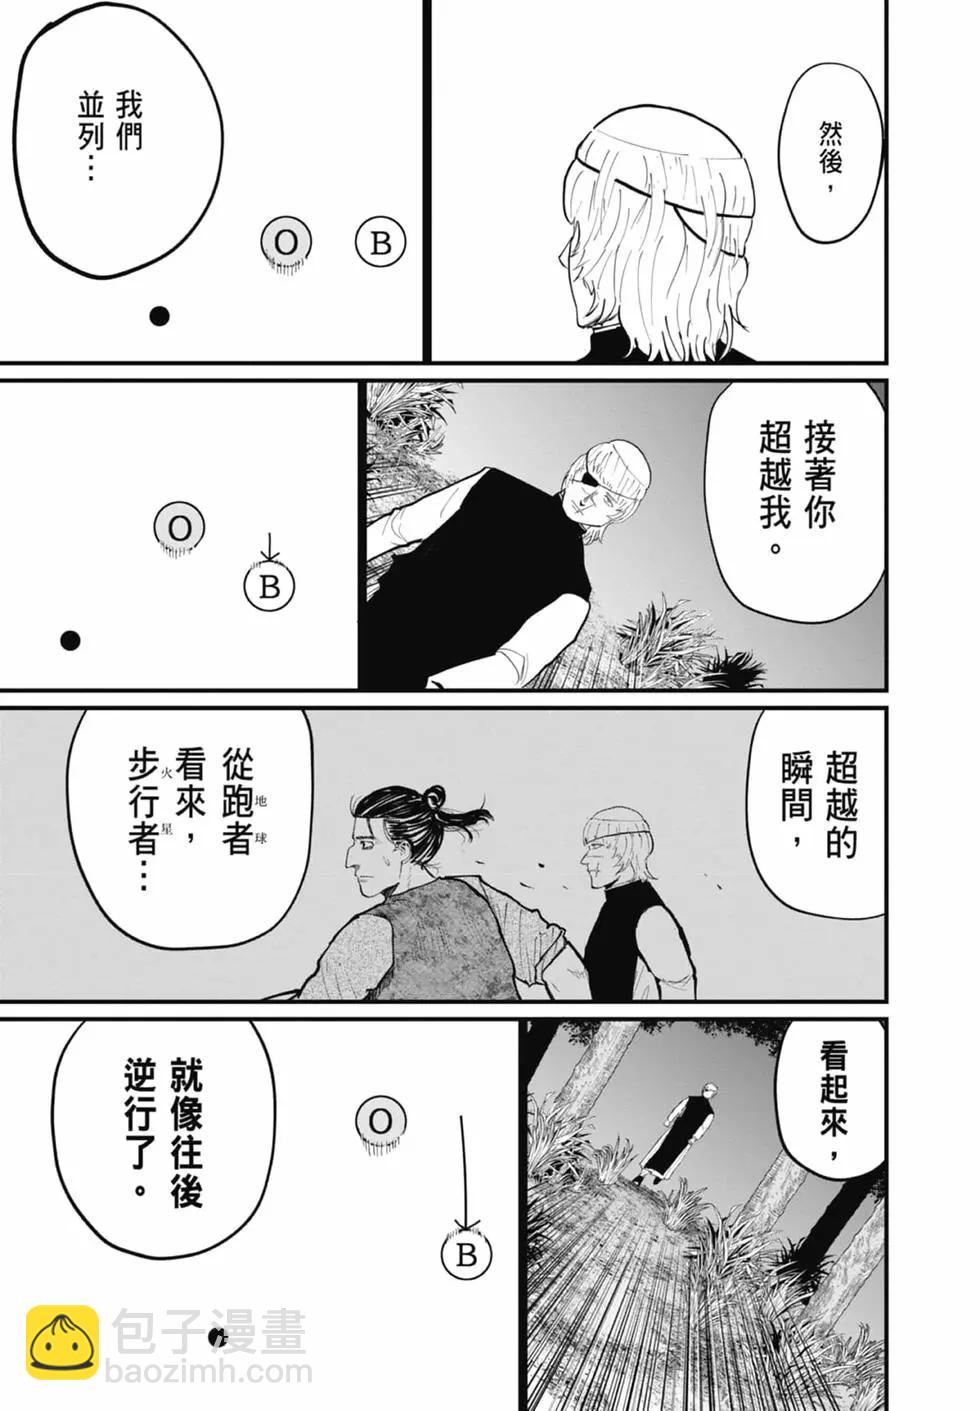 然後，
我們
並列…
O
B
接著你
超越我。
O
B
超越的
瞬間，
從跑者
地球
看來，
步行者…
火星
看起來，
就像往後
逆行了。
O
B
包子漫畫
baozimh.com